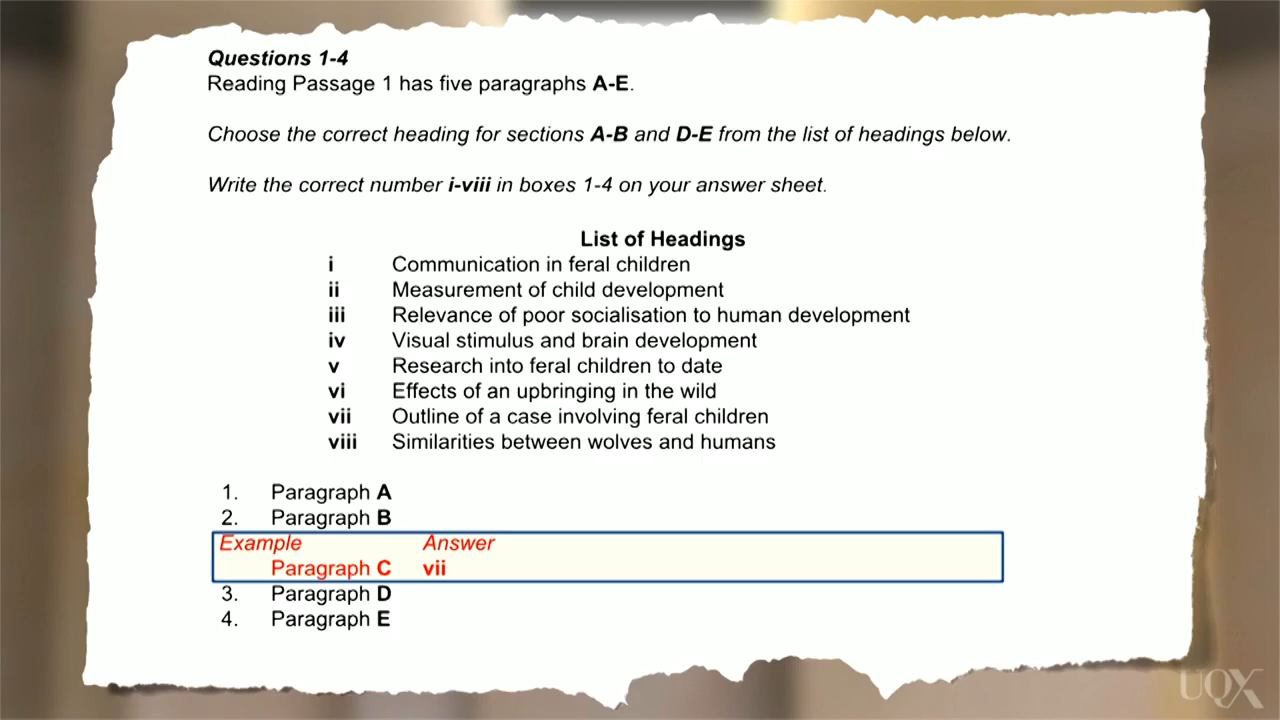 Questions 1-4
Reading Passage 1 has five paragraphs A-E.
Choose the correct heading for sections A-B and D-E from the list of headings below.
Write the correct number i-viii in boxes 1-4 on your answer sheet.
List of Headings
i Communication in feral children
ii Measurement of child development
iii Relevance of poor socialisation to human development
iv Visual stimulus and brain development
v Research into feral children to date
vi Effects of an upbringing in the wild
vii Outline of a case involving feral children
viii Similarities between wolves and humans
1. Paragraph A
2. Paragraph B
Example Answer
Paragraph C vii
3. Paragraph D
4. Paragraph E
UQX